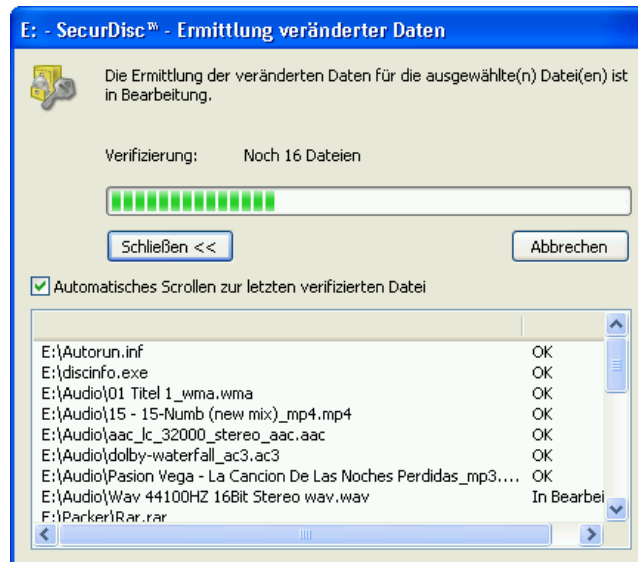 E: - SecurDisc™ - Ermittlung veränderter Daten
Die Ermittlung der veränderten Daten für die ausgewählte(n) Datei(en) ist
in Bearbeitung.
Verifizierung: Noch 16 Dateien
Schließen << Abbrechen
Automatisches Scrollen zur letzten verifizierten Datei
E:\Autorun.inf OK
E:\discinfo.exe OK
E:\Audio\01 Titel 1_wma.wma OK
E:\Audio\15 - 15-Numb (new mix)_mp4.mp4 OK
E:\Audio\aac_lc_32000_stereo_aac.aac OK
E:\Audio\dolby-waterfall_ac3.ac3 OK
E:\Audio\Pasion Vega - La Cancion De Las Noches Perdidas_mp3.... OK
E:\Audio\Wav 44100HZ 16Bit Stereo wav.wav In Bearbei
E:\Packer\Rar.rar